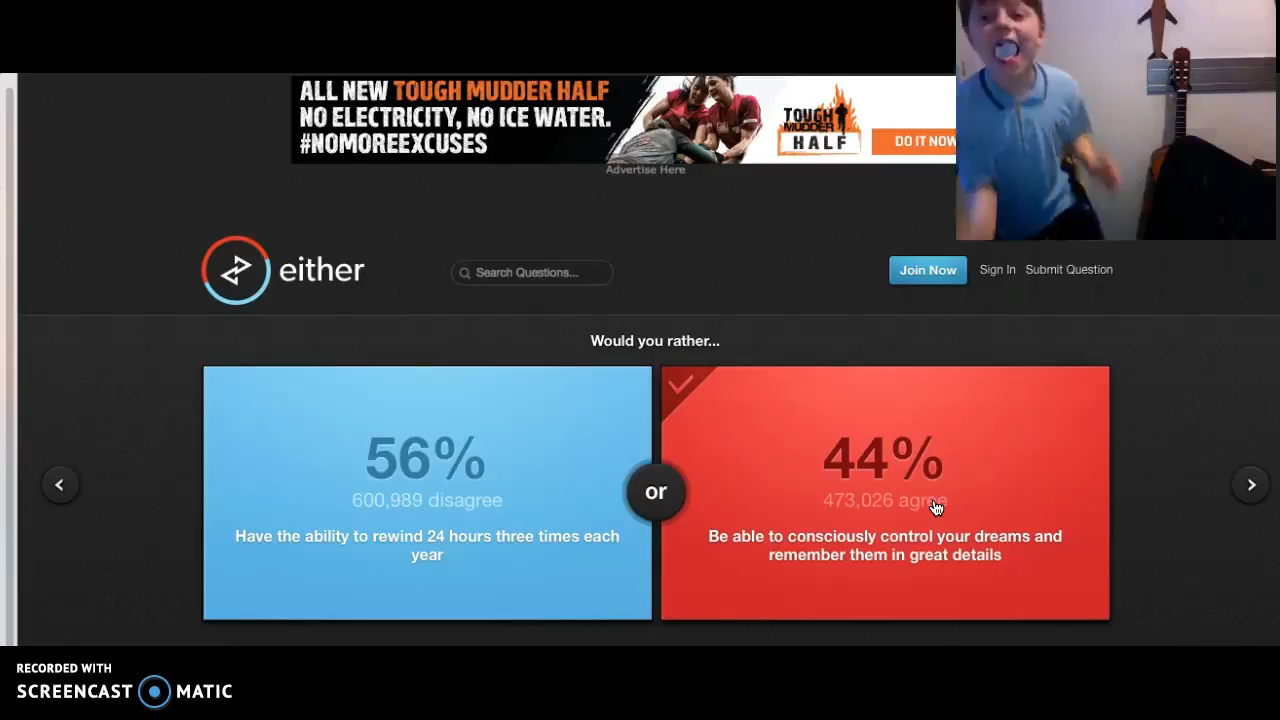 ALL NEW TOUGH MUDDER HALF
NO ELECTRICITY, NO ICE WATER.
#NOMOREEXCUSES
TOUGH
MUDDER
HALF
DO IT NOW
Advertise Here
either
Search Questions...
Join Now
Sign In
Submit Question
Would you rather...
56%
600,989 disagree
Have the ability to rewind 24 hours three times each
year
or
44%
473,026 agree
Be able to consciously control your dreams and
remember them in great details
RECORDED WITH
SCREENCAST MATIC